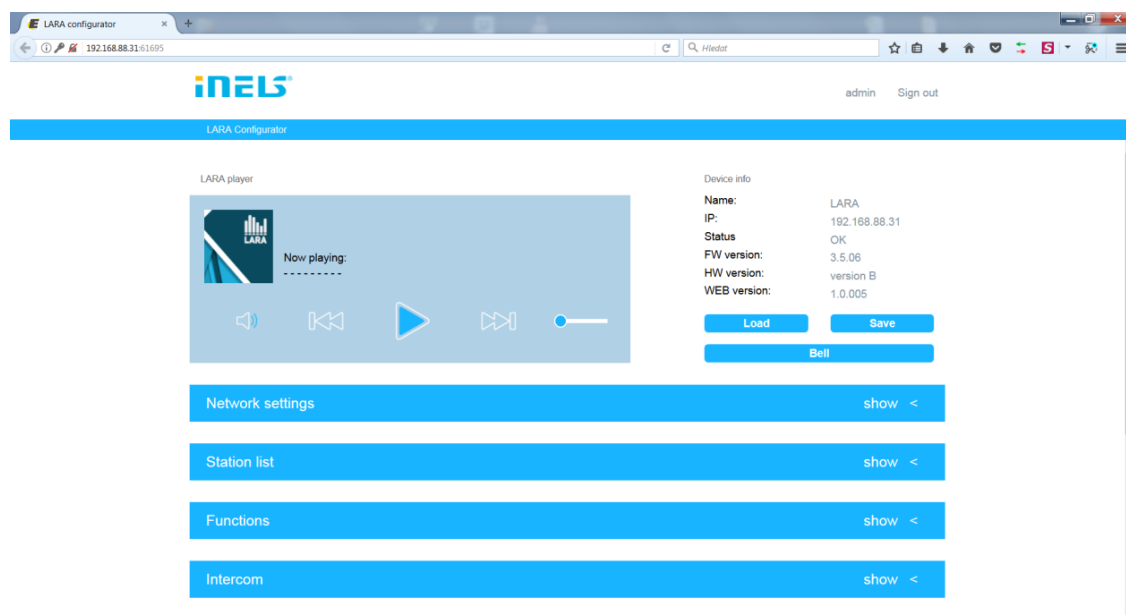 LARA configurator
192.168.88.31:61695
Hledat
iNELS
admin Sign out
LARA Configurator
LARA player
LARA
Now playing:
---------
Device info
Name: LARA
IP: 192.168.88.31
Status OK
FW version: 3.5.06
HW version: version B
WEB version: 1.0.005
Load Save
Bell
Network settings show <
Station list show <
Functions show <
Intercom show <